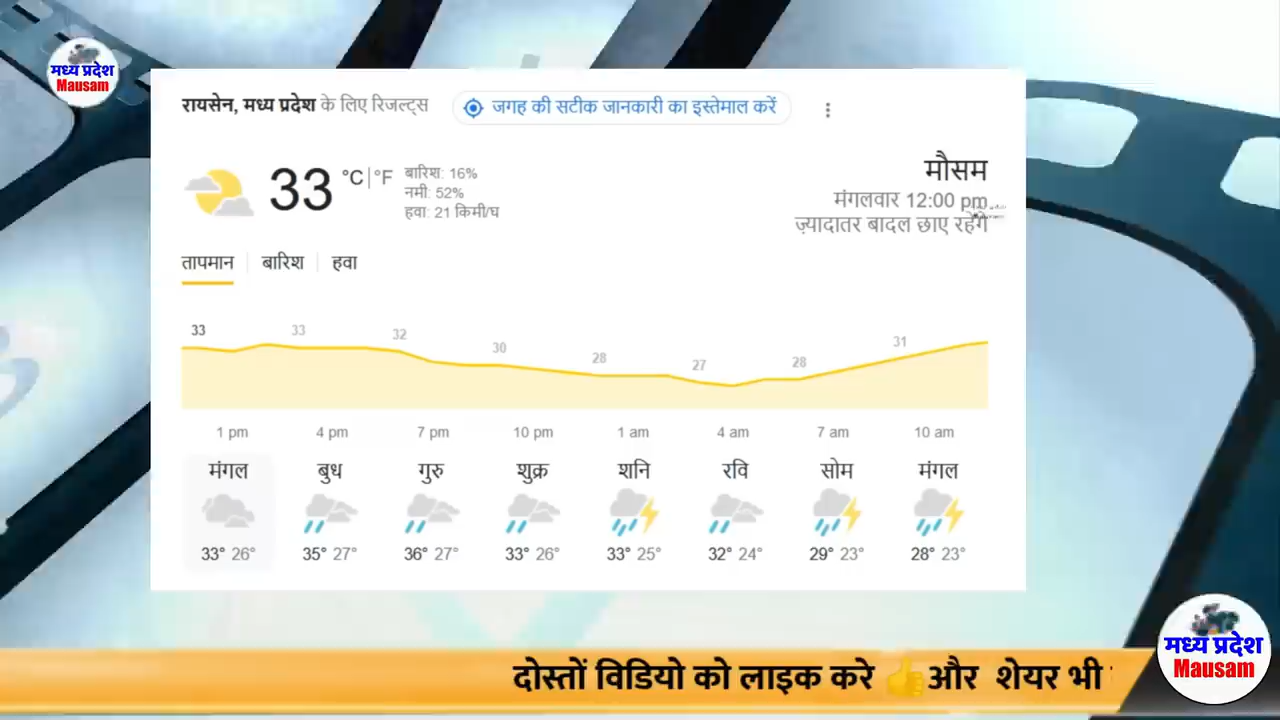 मध्य प्रदेश
Mausam
रायसेन, मध्य प्रदेश के लिए रिजल्ट्स
जगह की सटीक जानकारी का इस्तेमाल करें
33 °C|°F
बारिश: 16%
नमी: 52%
हवा: 21 किमी/घ
मौसम
मंगलवार 12:00 pm
ज़्यादातर बादल छाए रहेंगे
तापमान बारिश हवा
33 33 32 30 28 27 28 31
1 pm 4 pm 7 pm 10 pm 1 am 4 am 7 am 10 am
मंगल बुध गुरु शुक्र शनि रवि सोम मंगल
33° 26° 35° 27° 36° 27° 33° 26° 33° 25° 32° 24° 29° 23° 28° 23°
दोस्तों विडियो को लाइक करे 👍और शेयर भी
मध्य प्रदेश
Mausam